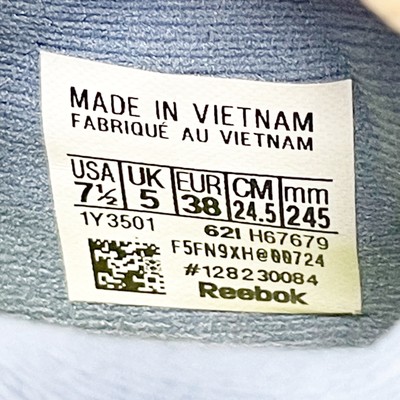 MADE IN VIETNAM
FABRIQUÉ AU VIETNAM
USA UK EUR CM mm
7½ 5 38 24.5 245
1Y3501 62I H67679
F5FN9XH@00724
#128230084
Reebok